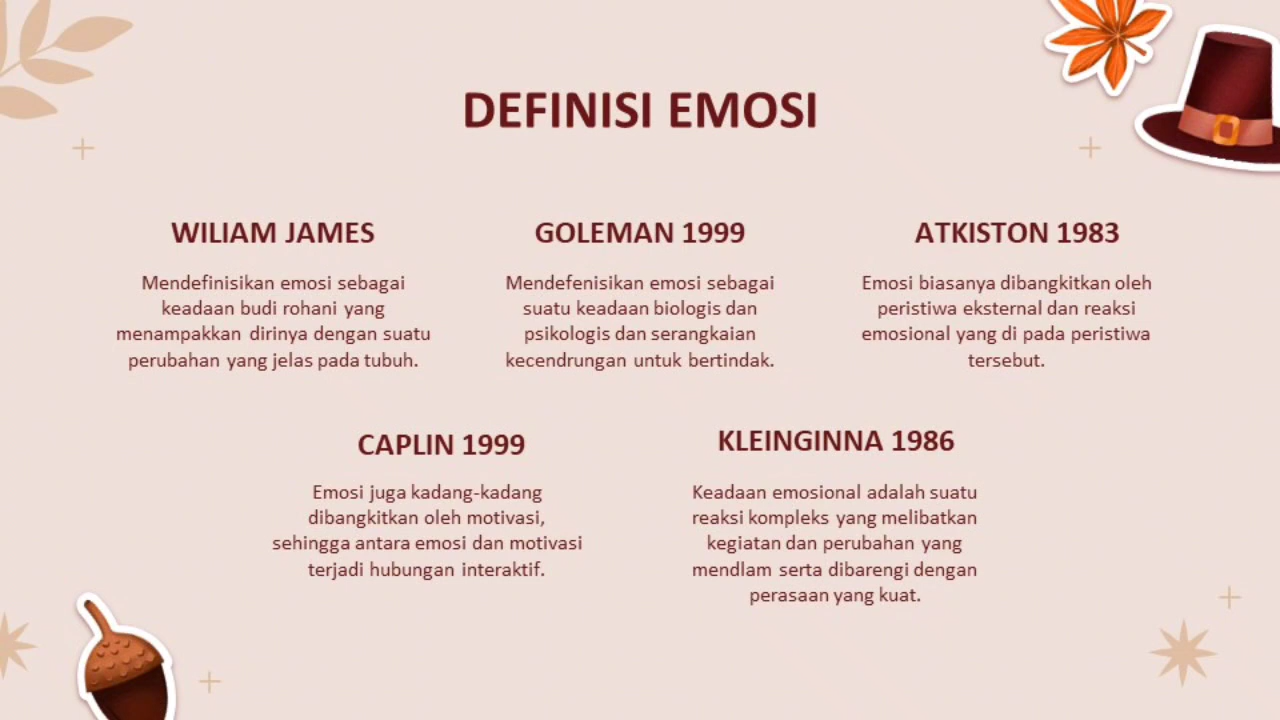 DEFINISI EMOSI
WILIAM JAMES
Mendefinisikan emosi sebagai
keadaan budi rohani yang
menampakkan dirinya dengan suatu
perubahan yang jelas pada tubuh.
GOLEMAN 1999
Mendefenisikan emosi sebagai
suatu keadaan biologis dan
psikologis dan serangkaian
kecendrungan untuk bertindak.
ATKISTON 1983
Emosi biasanya dibangkitkan oleh
peristiwa eksternal dan reaksi
emosional yang di pada peristiwa
tersebut.
CAPLIN 1999
Emosi juga kadang-kadang
dibangkitkan oleh motivasi,
sehingga antara emosi dan motivasi
terjadi hubungan interaktif.
KLEINGINNA 1986
Keadaan emosional adalah suatu
reaksi kompleks yang melibatkan
kegiatan dan perubahan yang
mendlam serta dibarengi dengan
perasaan yang kuat.